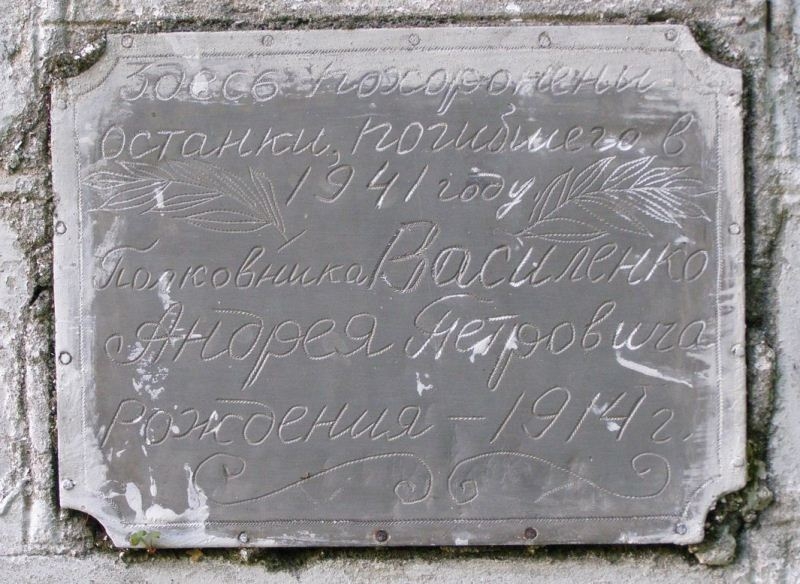 Здесь похоронены
останки, погибшего в
1941 году
Полковника Василенко
Андрея Петровича
рождения – 1914 г.